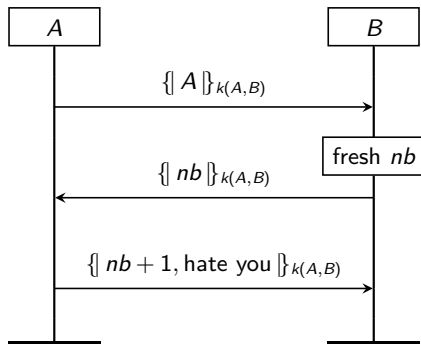 A B
{| A |}k(A,B)
fresh nb
{| nb |}k(A,B)
{| nb + 1, hate you |}k(A,B)